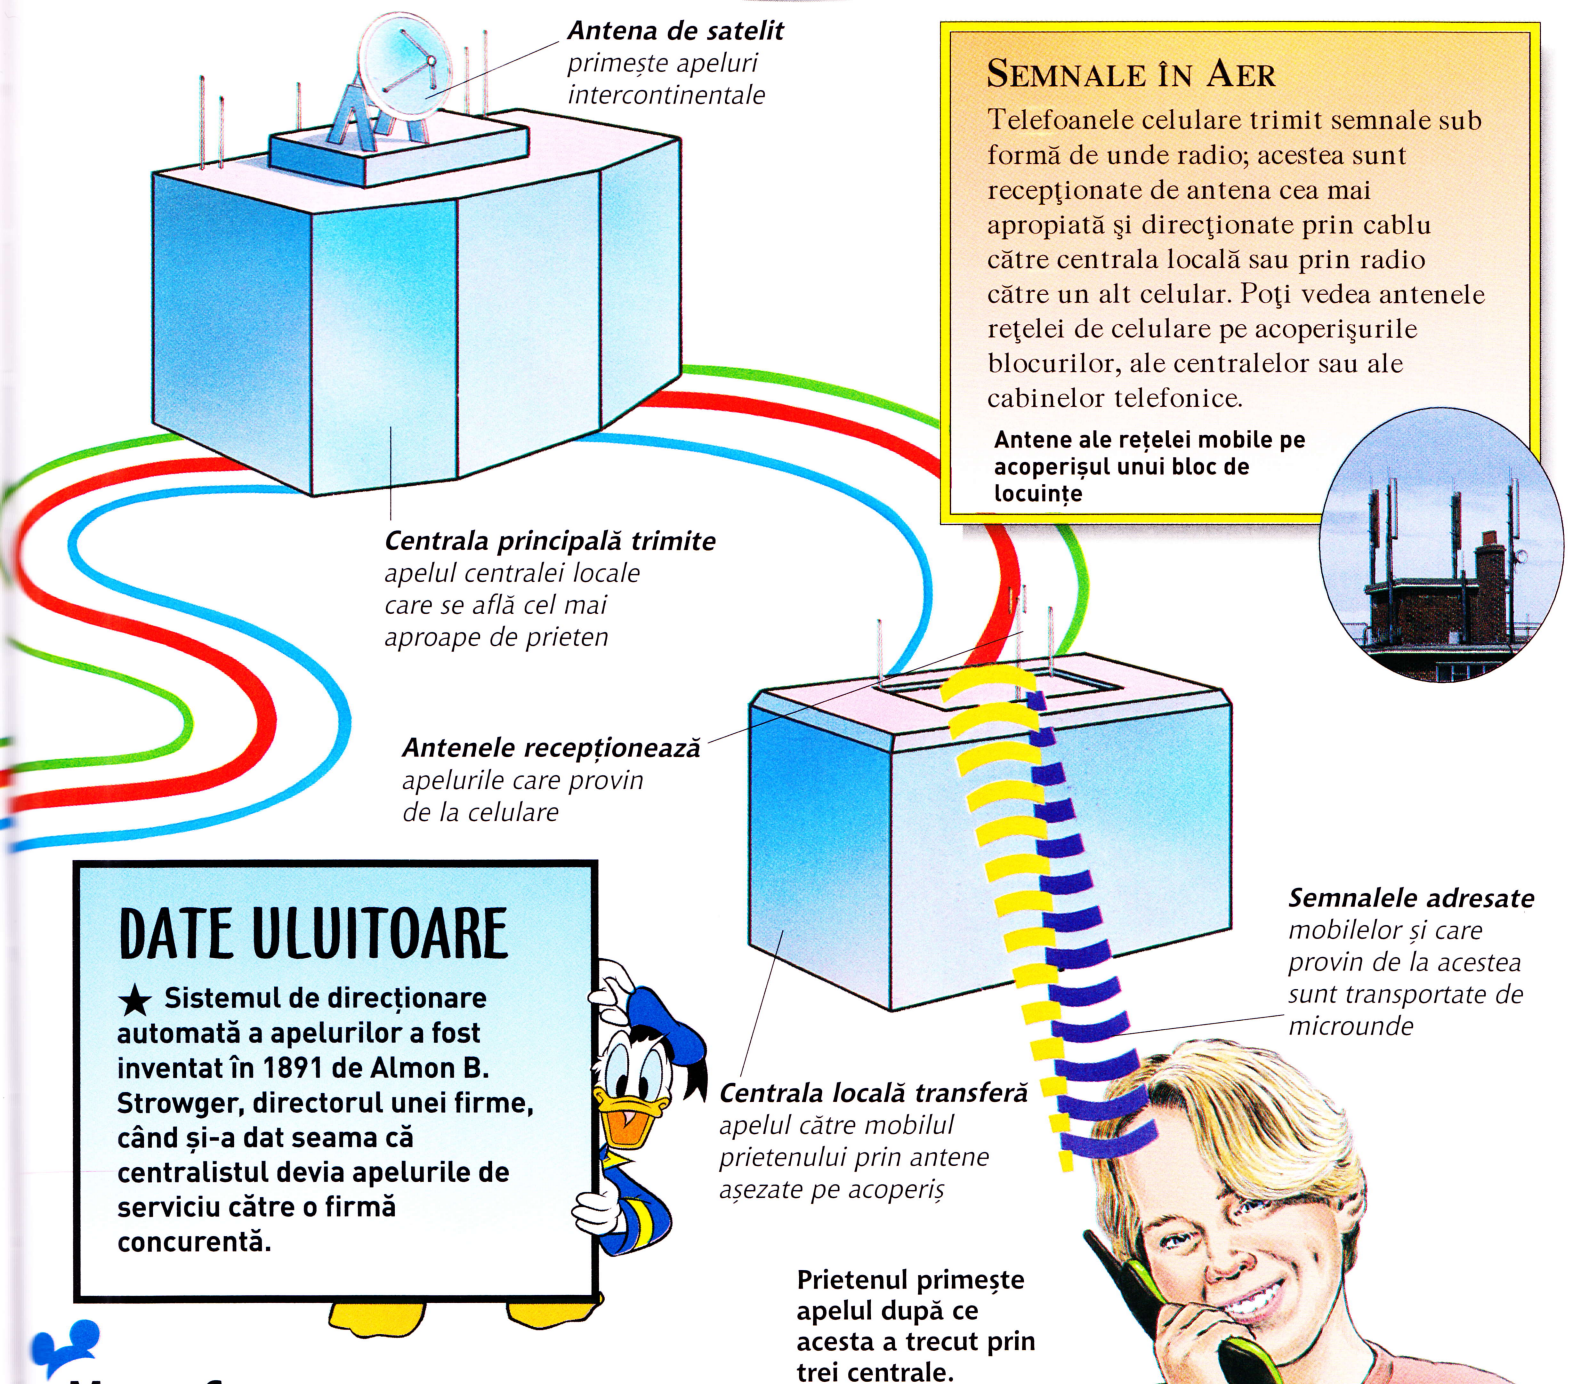 Antena de satelit
primește apeluri
intercontinentale
SEMNALE ÎN AER
Telefoanele celulare trimit semnale sub
formă de unde radio; acestea sunt
recepţionate de antena cea mai
apropiată şi direcţionate prin cablu
către centrala locală sau prin radio
către un alt celular. Poţi vedea antenele
reţelei de celulare pe acoperişurile
blocurilor, ale centralelor sau ale
cabinelor telefonice.
Antene ale rețelei mobile pe
acoperișul unui bloc de
locuințe
Centrala principală trimite
apelul centralei locale
care se află cel mai
aproape de prieten
Antenele recepționează
apelurile care provin
de la celulare
DATE ULUITOARE
★ Sistemul de direcționare
automată a apelurilor a fost
inventat în 1891 de Almon B.
Strowger, directorul unei firme,
când și-a dat seama că
centralistul devia apelurile de
serviciu către o firmă
concurentă.
Semnalele adresate
mobilelor și care
provin de la acestea
sunt transportate de
microunde
Centrala locală transferă
apelul către mobilul
prietenului prin antene
așezate pe acoperiș
Prietenul primește
apelul după ce
acesta a trecut prin
trei centrale.